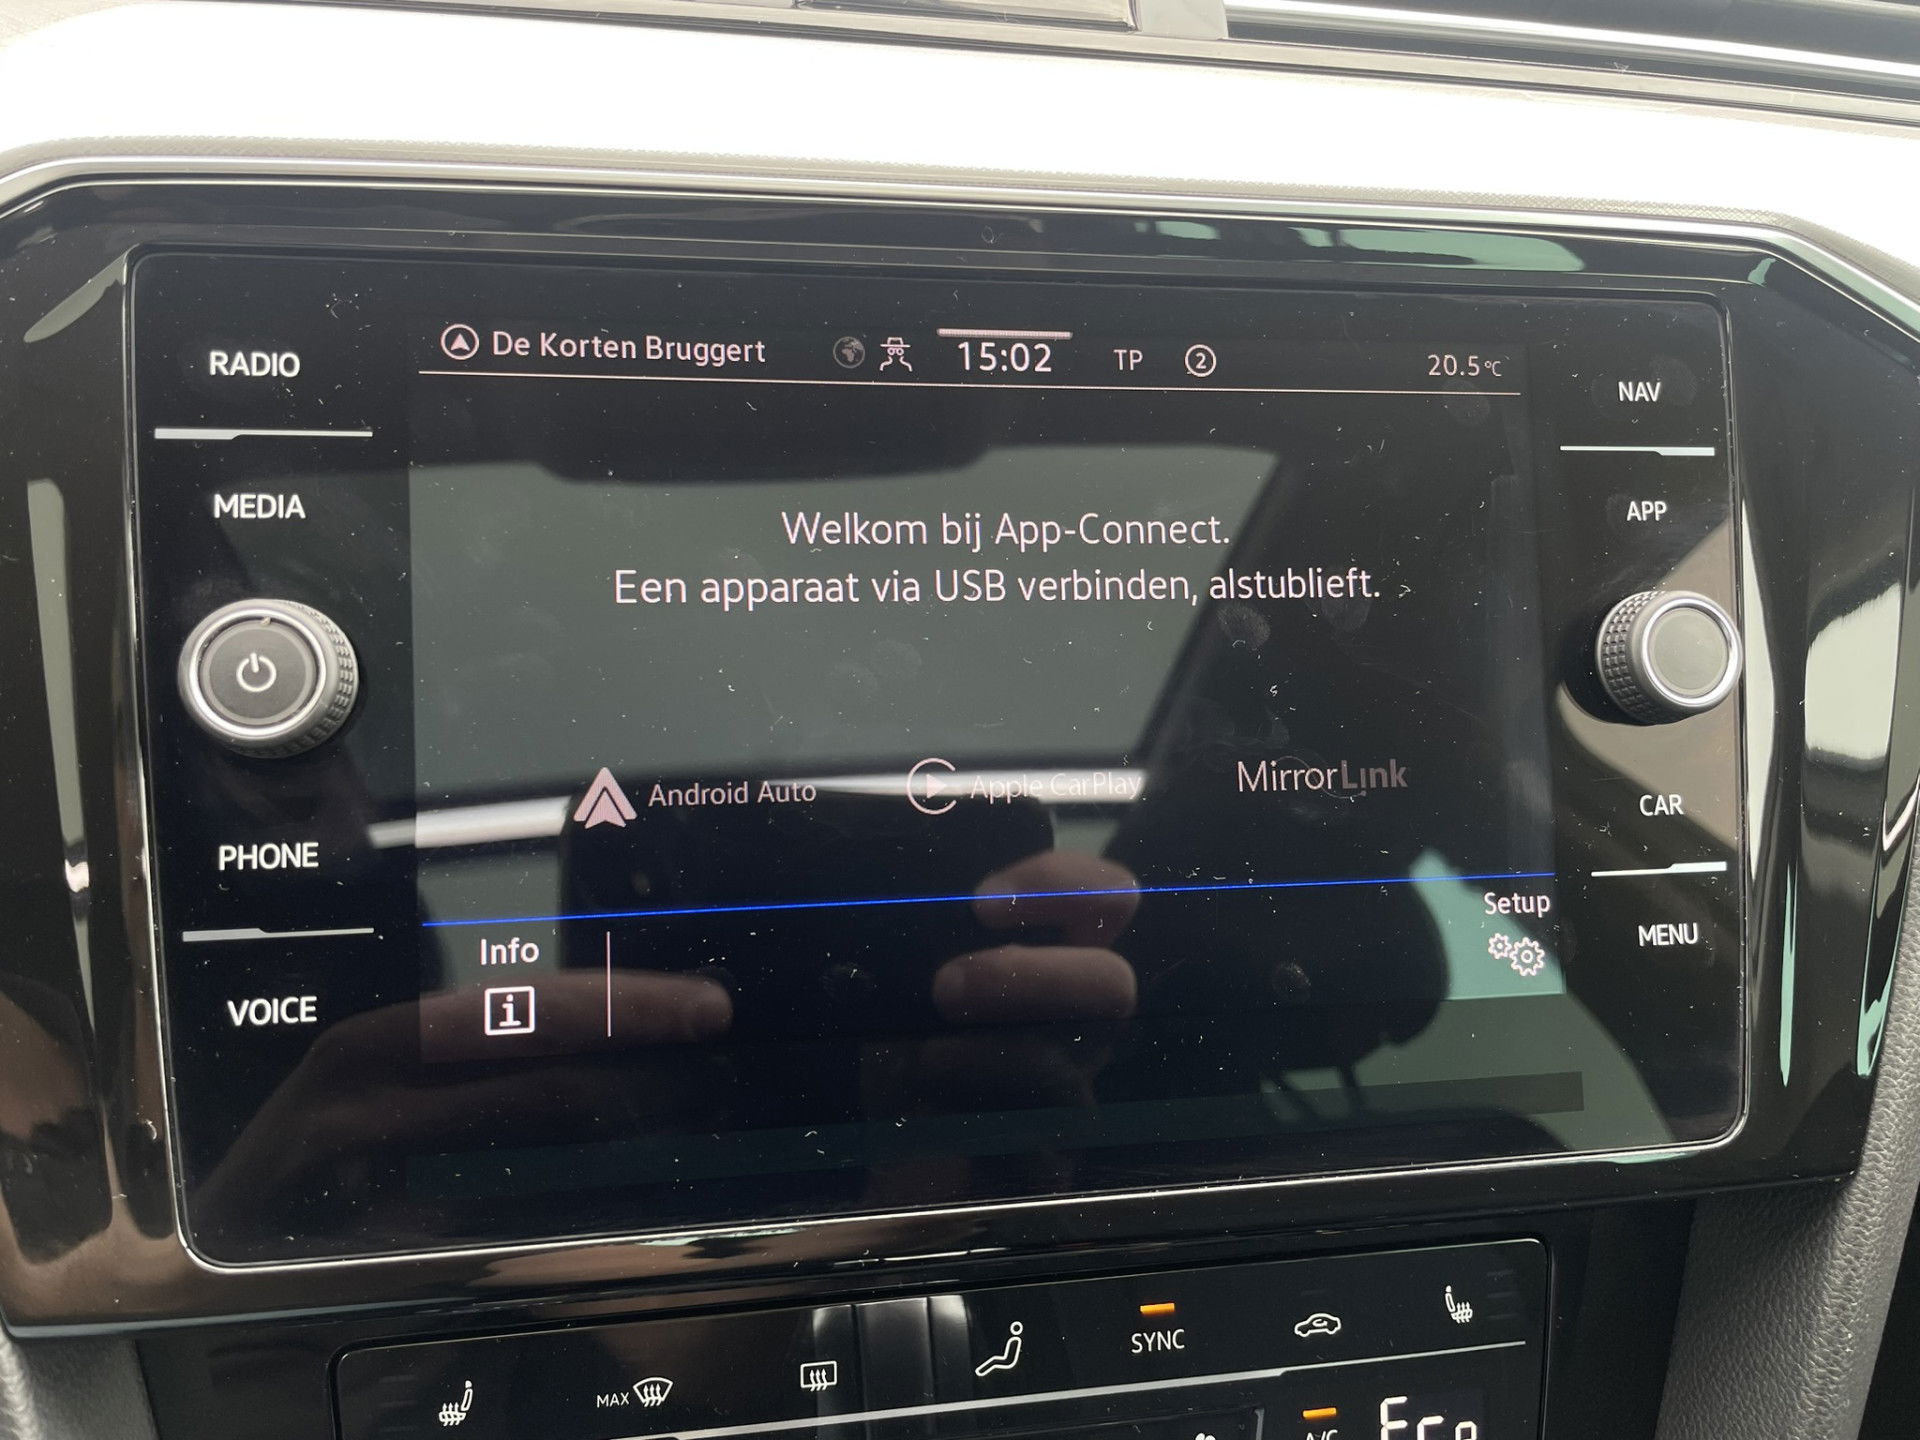 RADIO
MEDIA
PHONE
VOICE
De Korten Bruggert
15:02
TP
2
20.5°C
Welkom bij App-Connect.
Een apparaat via USB verbinden, alstublieft.
Android Auto
Apple CarPlay
MirrorLink
Info
i
Setup
NAV
APP
CAR
MENU
SYNC
MAX
A/C